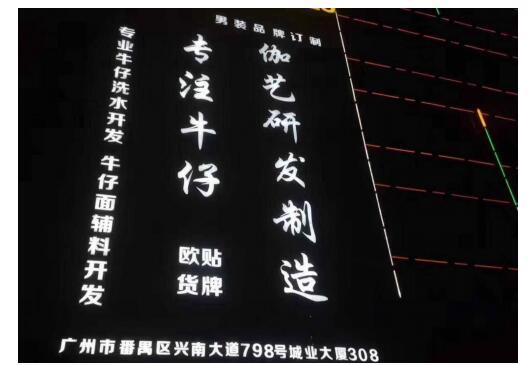 男装品牌订制
伽艺研发制造
专注牛仔
欧货
贴牌
专业牛仔洗水开发 牛仔面辅料开发
广州市番禺区兴南大道798号城业大厦308